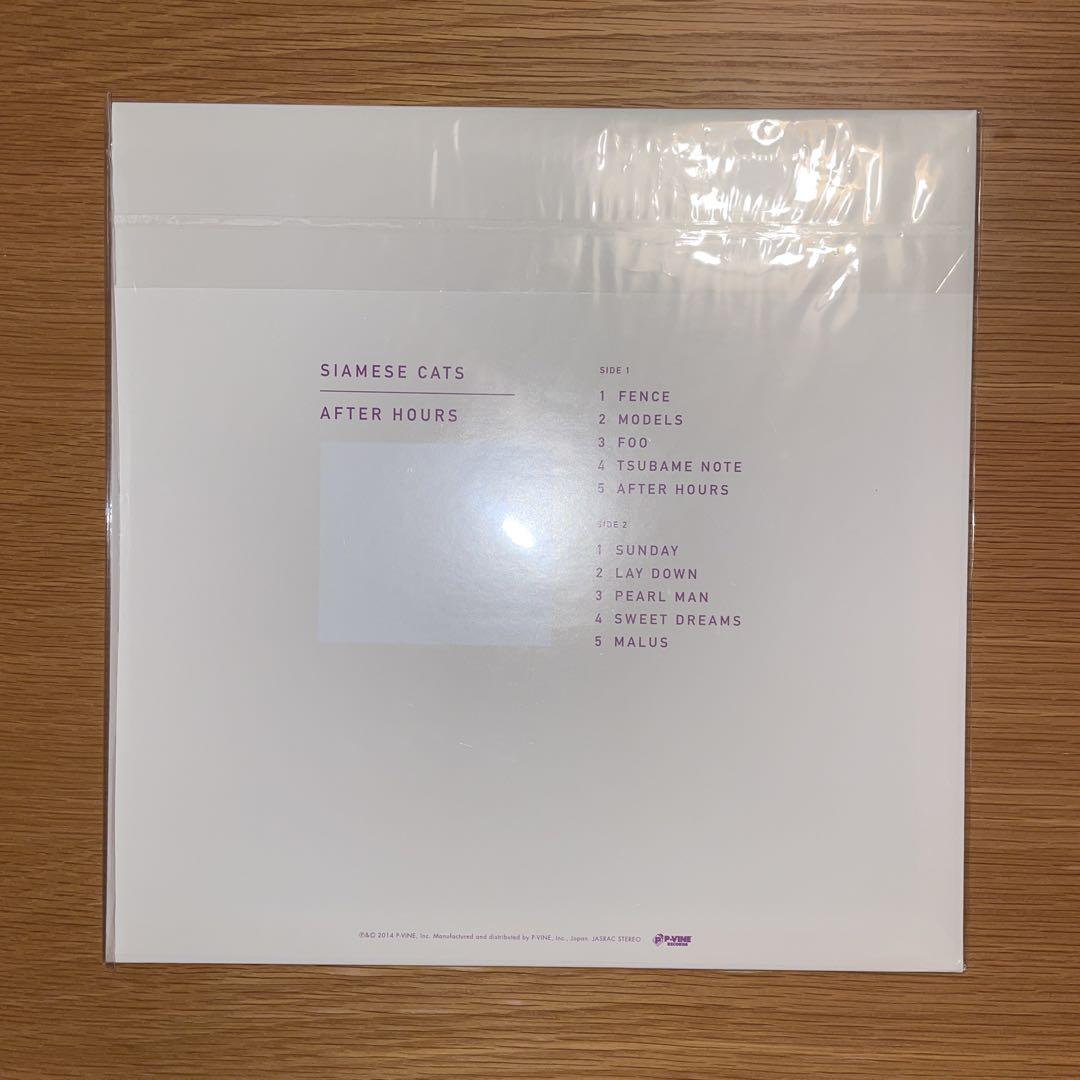 SIAMESE CATS
AFTER HOURS
SIDE 1
1 FENCE
2 MODELS
3 FOO
4 TSUBAME NOTE
5 AFTER HOURS
SIDE 2
1 SUNDAY
2 LAY DOWN
3 PEARL MAN
4 SWEET DREAMS
5 MALUS
℗&© 2014 P-VINE, Inc. Manufactured and distributed by P-VINE, Inc., Japan. JASRAC STEREO
P-VINE
RECORDS